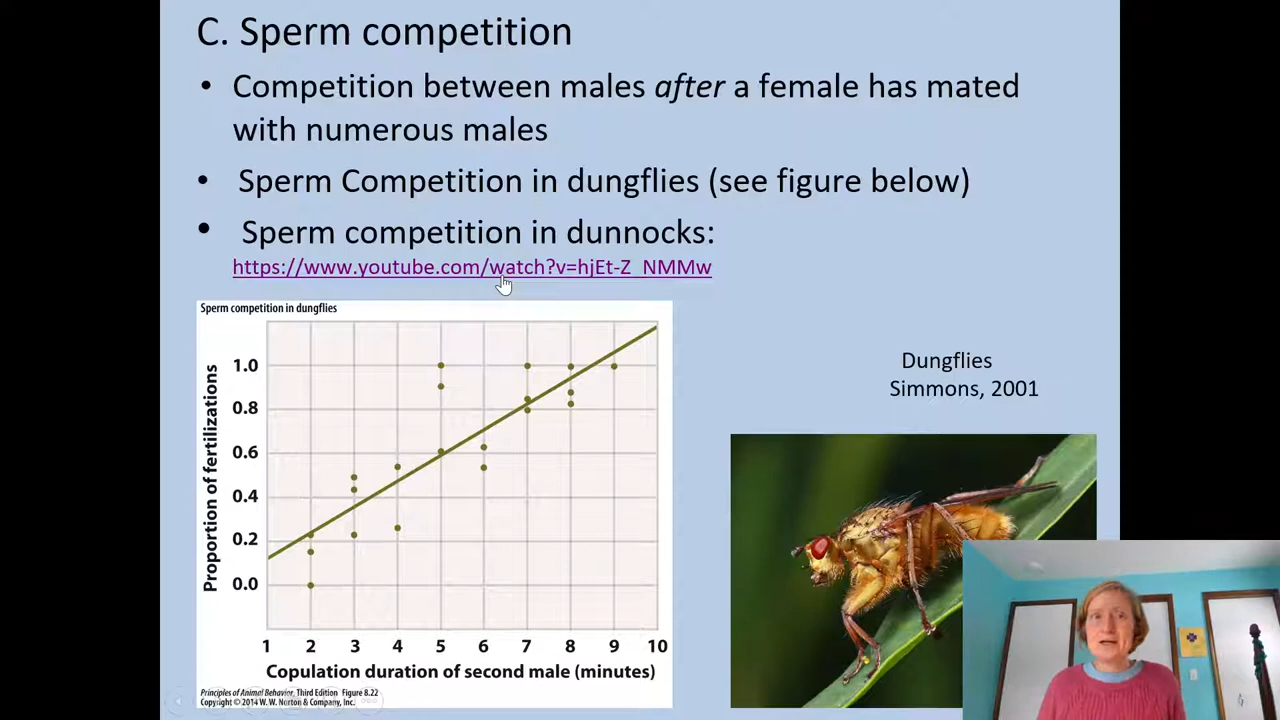 C. Sperm competition
• Competition between males after a female has mated
with numerous males
• Sperm Competition in dungflies (see figure below)
• Sperm competition in dunnocks:
https://www.youtube.com/watch?v=hjEt-Z_NMMw
Sperm competition in dungflies
Proportion of fertilizations
1.0
0.8
0.6
0.4
0.2
0.0
1 2 3 4 5 6 7 8 9 10
Copulation duration of second male (minutes)
Principles of Animal Behavior, Third Edition Figure 8.22
Copyright © 2014 W. W. Norton & Company, Inc.
Dungflies
Simmons, 2001